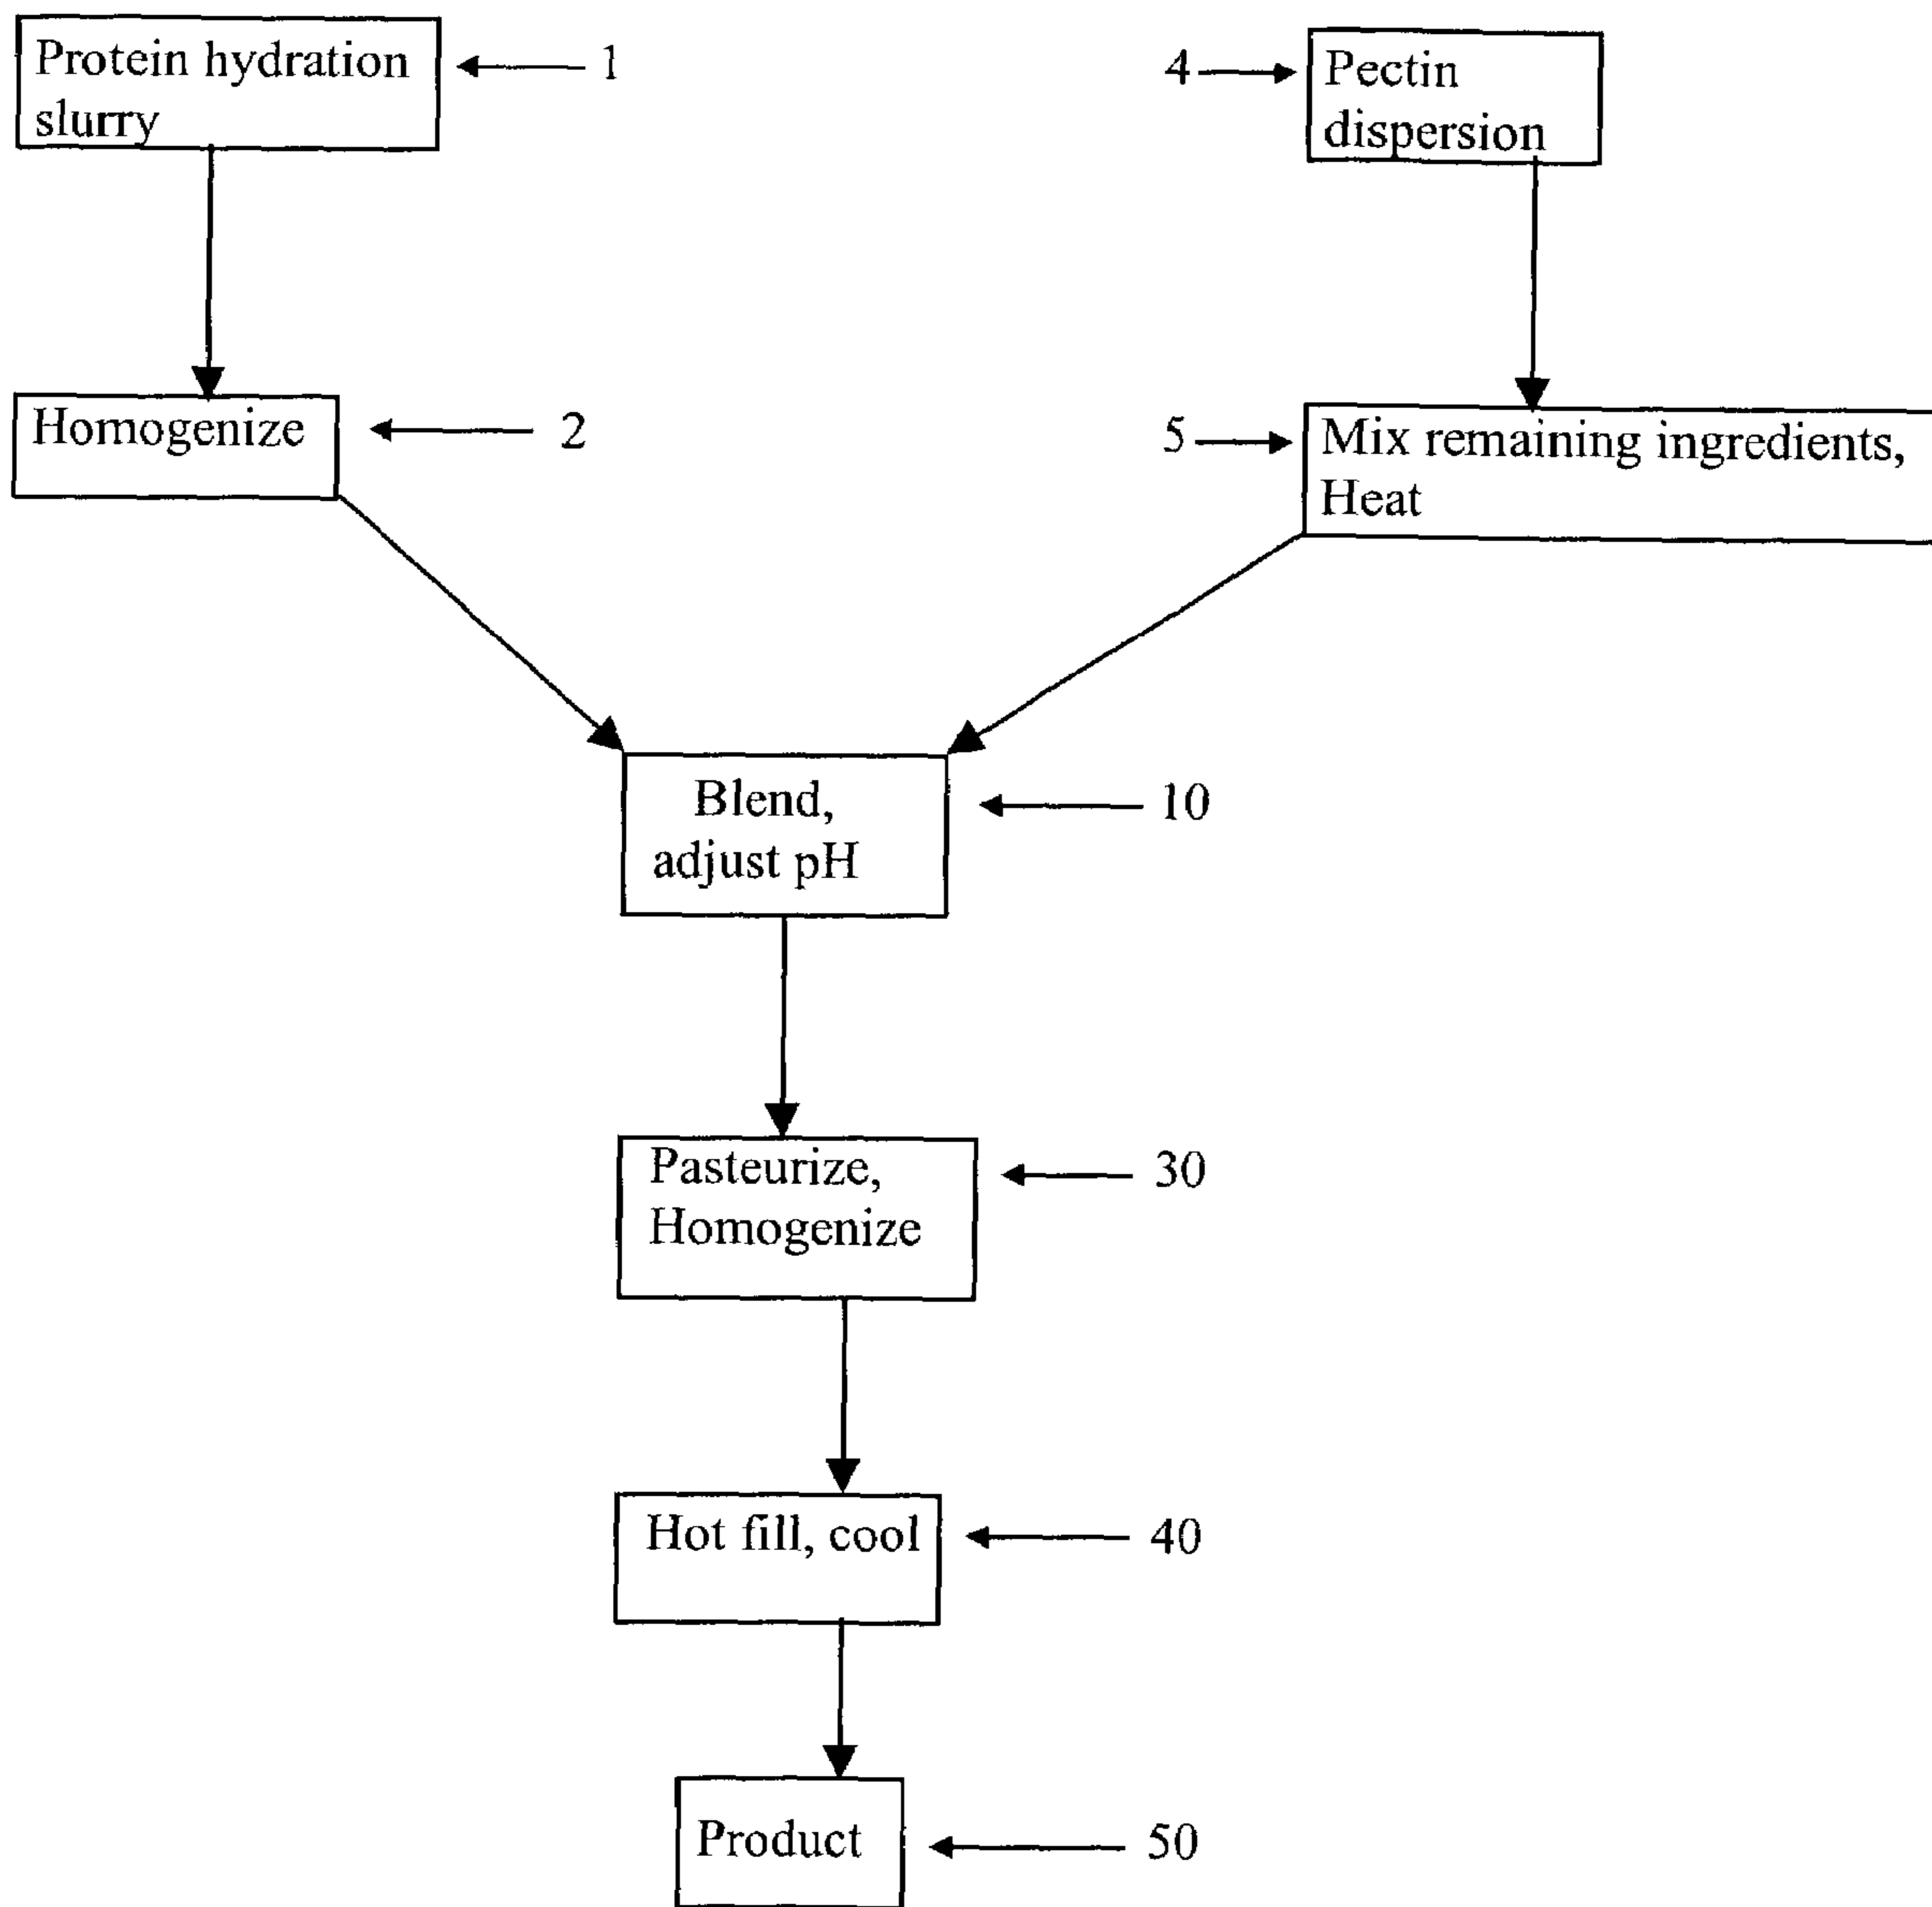 Protein hydration
slurry
1
4
Pectin
dispersion
Homogenize
2
5
Mix remaining ingredients,
Heat
Blend,
adjust pH
10
Pasteurize,
Homogenize
30
Hot fill, cool
40
Product
50